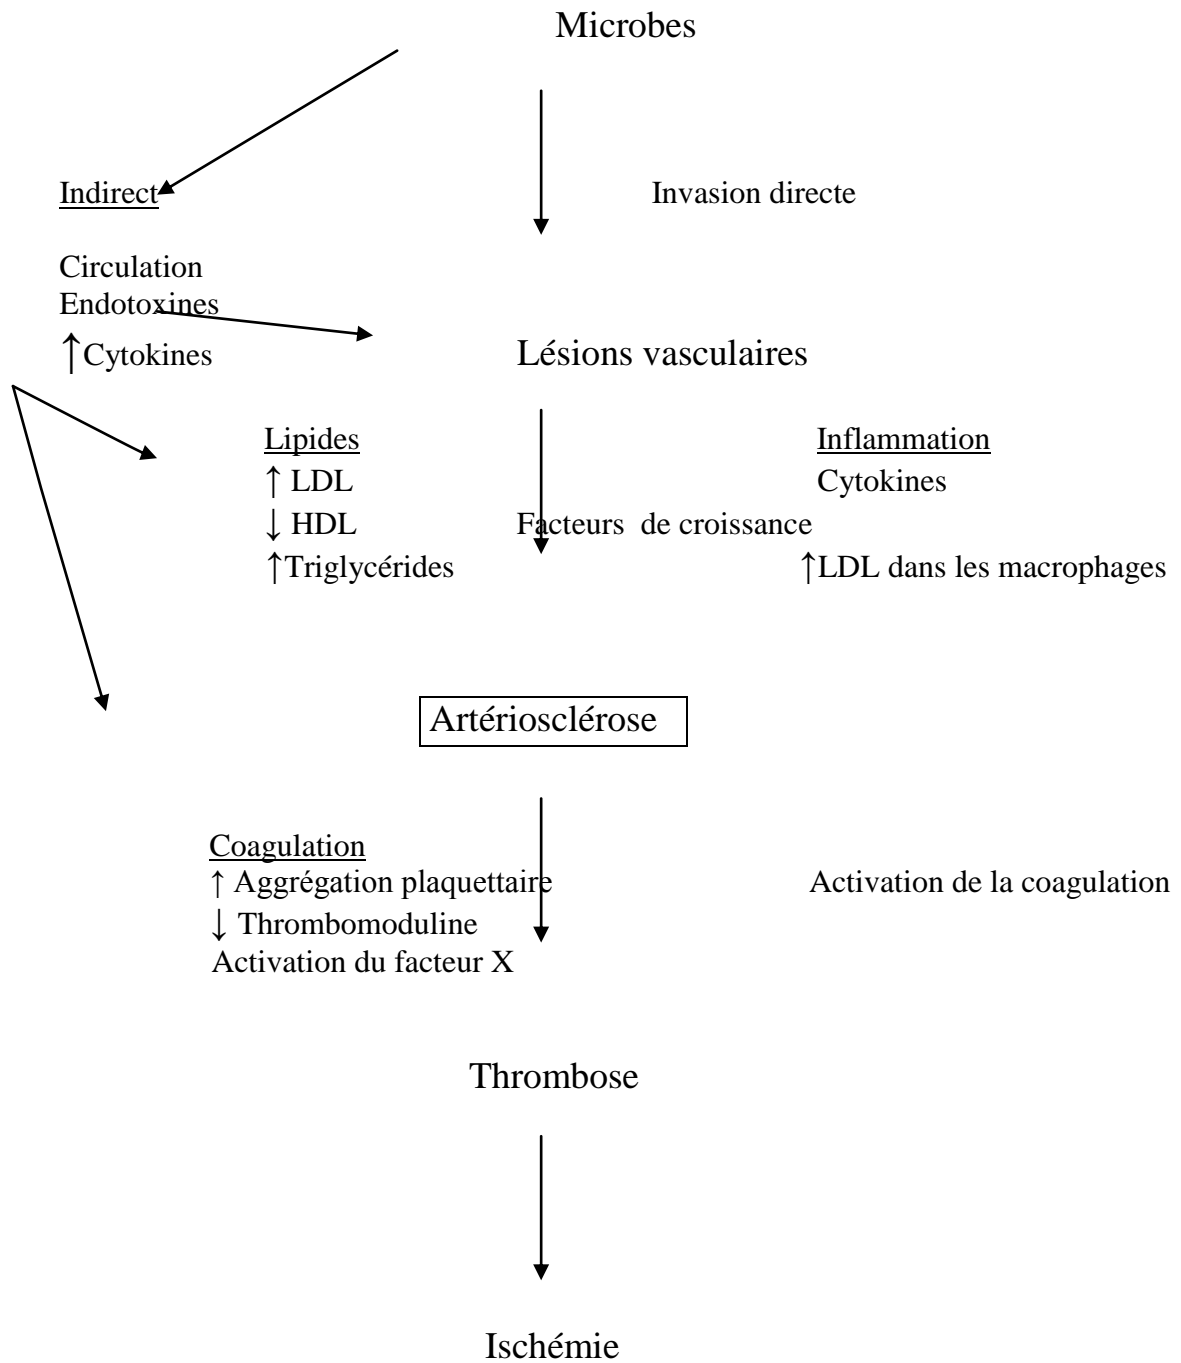 Microbes
Indirect
Invasion directe
Circulation
Endotoxines
↑Cytokines
Lésions vasculaires
Lipides
Inflammation
↑ LDL
Cytokines
↓ HDL
Facteurs de croissance
↑Triglycérides
↑LDL dans les macrophages
Artériosclérose
Coagulation
↑ Aggrégation plaquettaire
Activation de la coagulation
↓ Thrombomoduline
Activation du facteur X
Thrombose
Ischémie